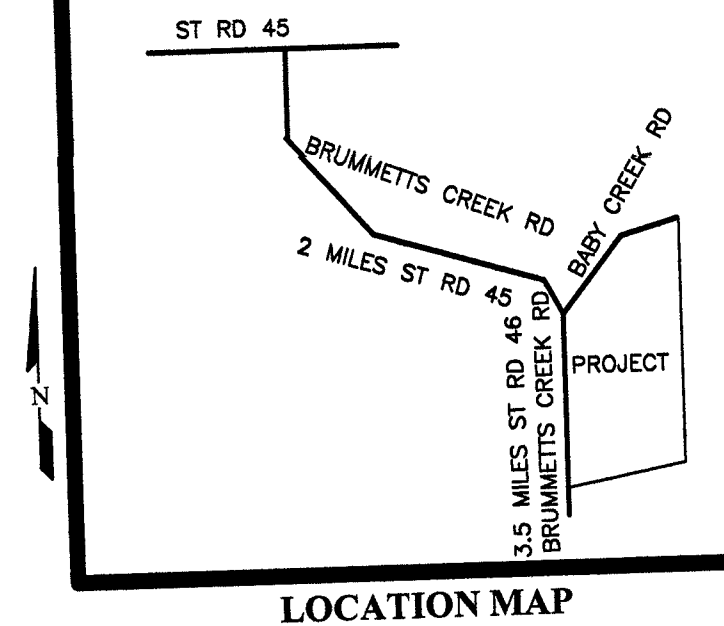 ST RD 45
BRUMMETTS CREEK RD
BABY CREEK RD
2 MILES ST RD 45
3.5 MILES ST RD 46
BRUMMETTS CREEK RD
PROJECT
N
LOCATION MAP